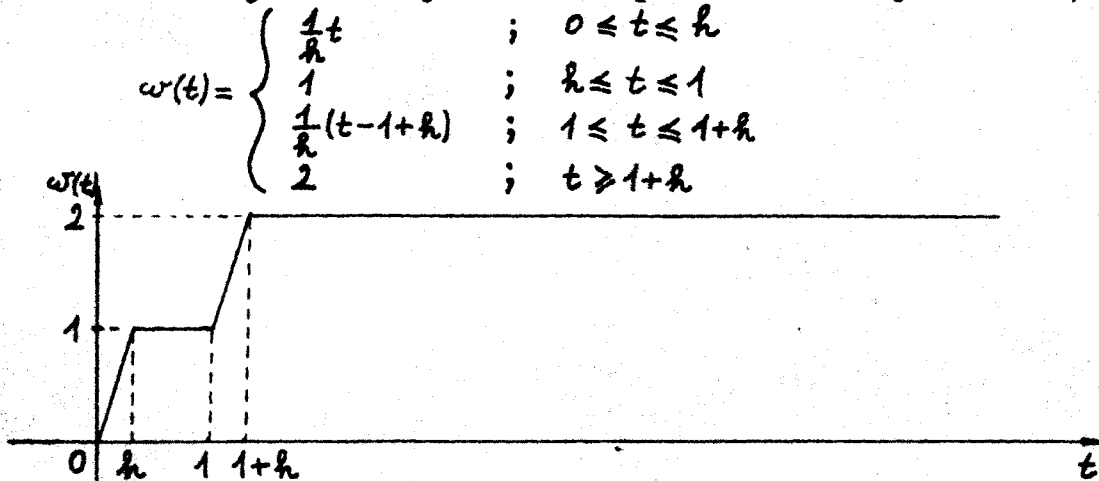 ω(t) = { 1/h t ; 0 ≤ t ≤ h
1 ; h ≤ t ≤ 1
1/h (t-1+h) ; 1 ≤ t ≤ 1+h
2 ; t ≥ 1+h
ω(t)
2
1
0 h 1 1+h t